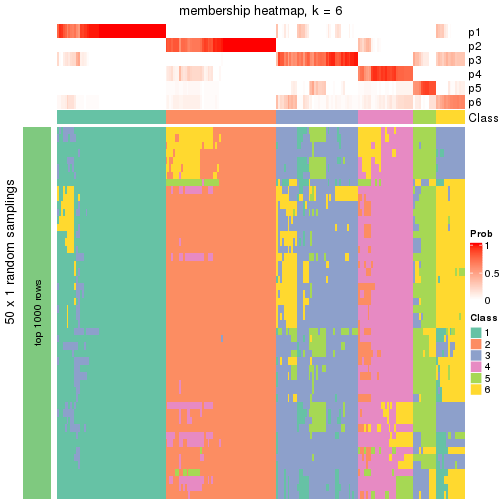 membership heatmap, k = 6
p1
p2
p3
p4
p5
p6
Class
50 x 1 random samplings
top 1000 rows
Prob
1
0.5
0
Class
1
2
3
4
5
6